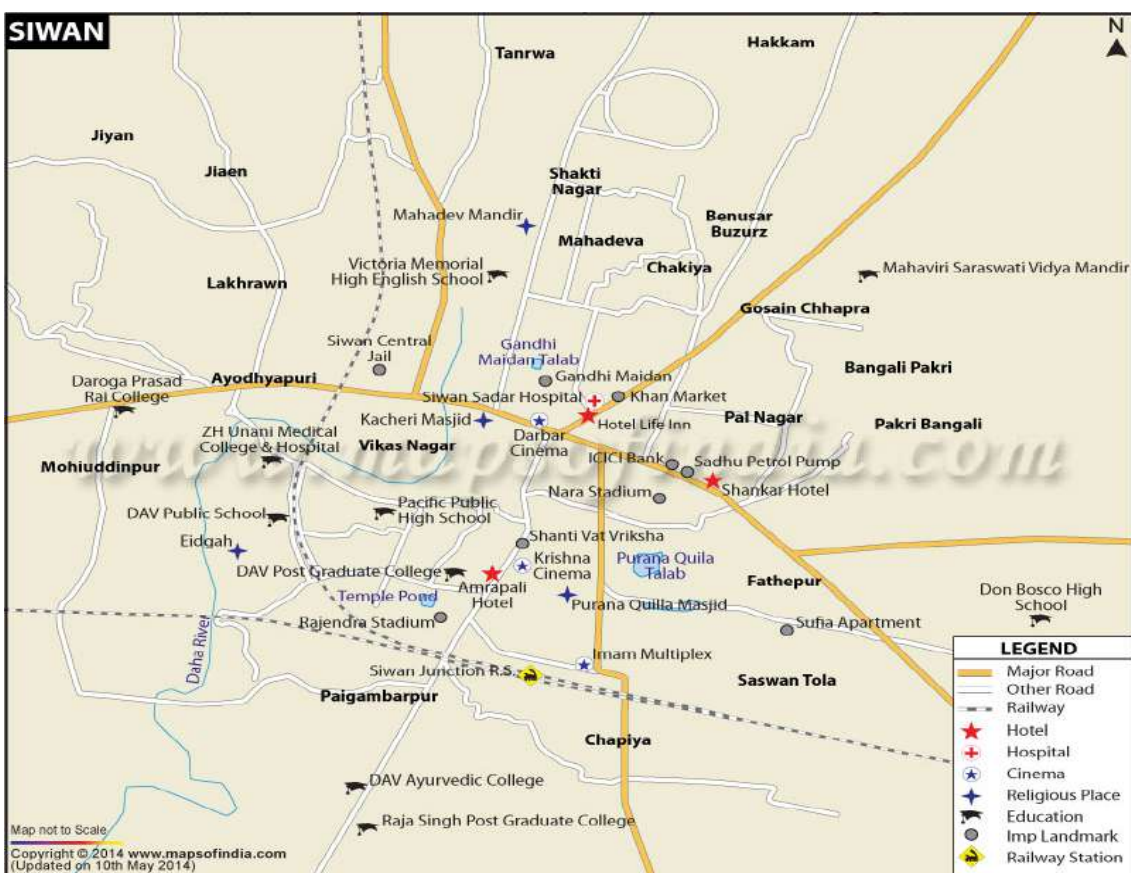 SIWAN
N
Tanrwa
Hakkam
Jiyan
Jiaen
Shakti
Nagar
Mahadev Mandir
Benusar
Buzurz
Mahadeva
Victoria Memorial
High English School
Chakiya
Mahaviri Saraswati Vidya Mandir
Lakhrawn
Gosain Chhapra
Siwan Central
Jail
Gandhi
Maidan Talab
Bangali Pakri
Daroga Prasad
Rai College
Ayodhyapuri
Gandhi Maidan
Siwan Sadar Hospital
Khan Market
Kacheri Masjid
Hotel Life Inn
Pal Nagar
Pakri Bangali
ZH Unani Medical
College & Hospital
Vikas Nagar
Darbar
Cinema
www.mapsofindia.com
Mohiuddinpur
ICICI Bank
Sadhu Petrol Pump
Shankar Hotel
Nara Stadium
Pacific Public
High School
DAV Public School
Eidgah
Shanti Vat Vriksha
Krishna
Cinema
Purana Quila
Talab
DAV Post Graduate College
Amrapali
Hotel
Fathepur
Temple Pond
Purana Quilla Masjid
Don Bosco High
School
Rajendra Stadium
Sufia Apartment
Daha River
Imam Multiplex
Siwan Junction R.S.
Paigambarpur
Saswan Tola
Chapiya
DAV Ayurvedic College
Raja Singh Post Graduate College
LEGEND
Major Road
Other Road
Railway
Hotel
Hospital
Cinema
Religious Place
Education
Imp Landmark
Railway Station
Map not to Scale
Copyright © 2014 www.mapsofindia.com
(Updated on 10th May 2014)